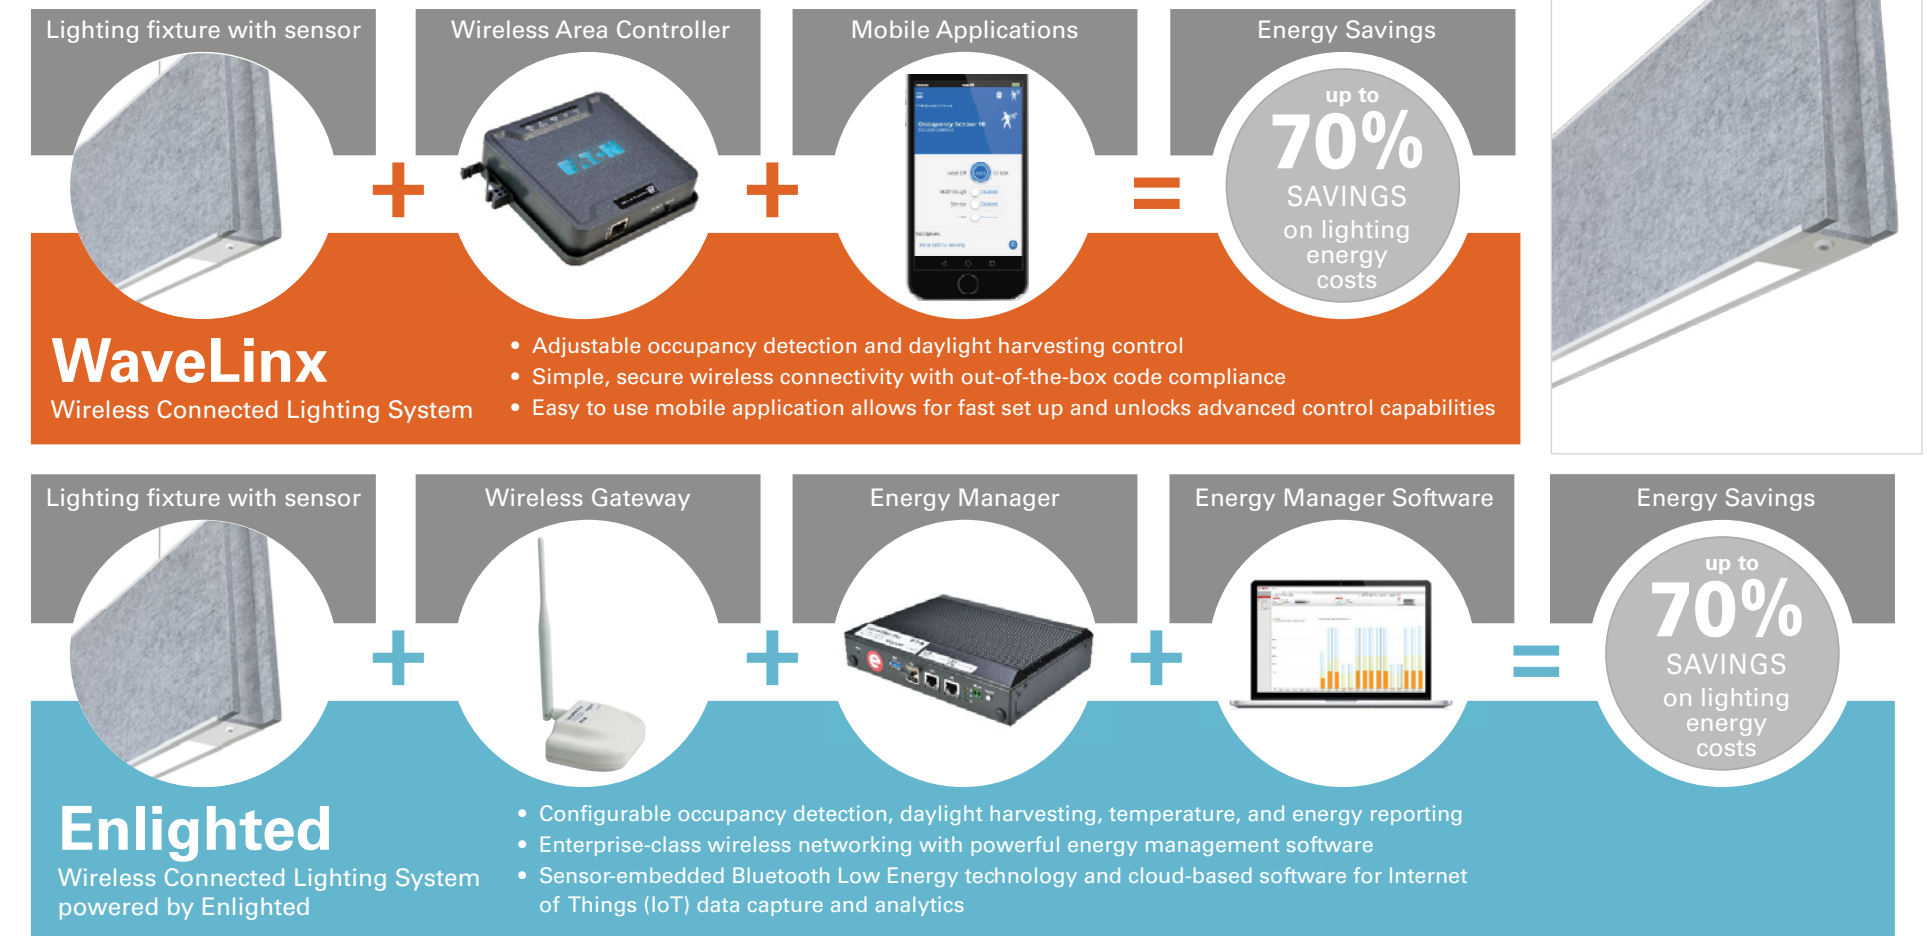 Lighting fixture with sensor
Wireless Area Controller
Mobile Applications
Energy Savings
EATON
Occupancy Sensor 10
up to
70%
SAVINGS
on lighting
energy
costs
WaveLinx
Wireless Connected Lighting System
• Adjustable occupancy detection and daylight harvesting control
• Simple, secure wireless connectivity with out-of-the-box code compliance
• Easy to use mobile application allows for fast set up and unlocks advanced control capabilities
Lighting fixture with sensor
Wireless Gateway
Energy Manager
Energy Manager Software
Energy Savings
e
up to
70%
SAVINGS
on lighting
energy
costs
Enlighted
Wireless Connected Lighting System
powered by Enlighted
• Configurable occupancy detection, daylight harvesting, temperature, and energy reporting
• Enterprise-class wireless networking with powerful energy management software
• Sensor-embedded Bluetooth Low Energy technology and cloud-based software for Internet
of Things (IoT) data capture and analytics